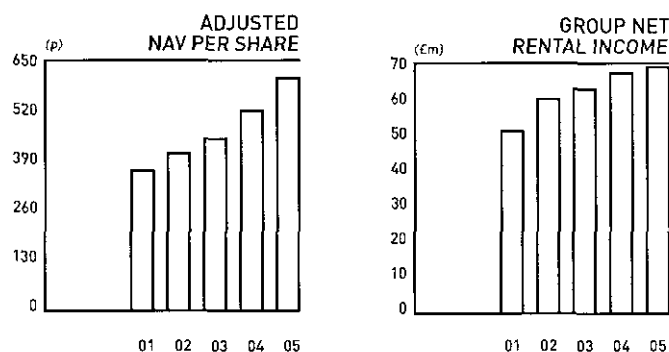 ADJUSTED
NAV PER SHARE
(p)
650
520
390
260
130
0
01 02 03 04 05
GROUP NET
RENTAL INCOME
(£m)
70
60
50
40
30
20
10
0
01 02 03 04 05